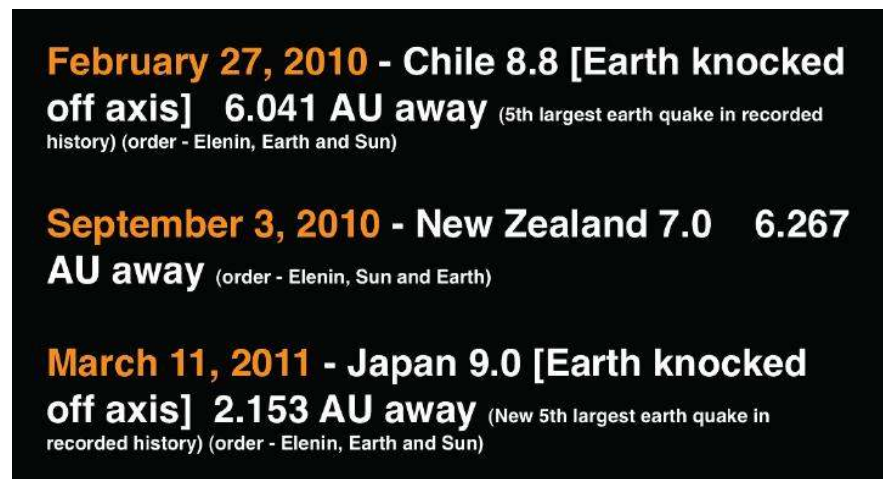 February 27, 2010 - Chile 8.8 [Earth knocked
off axis] 6.041 AU away (5th largest earth quake in recorded
history) (order - Elenin, Earth and Sun)
September 3, 2010 - New Zealand 7.0 6.267
AU away (order - Elenin, Sun and Earth)
March 11, 2011 - Japan 9.0 [Earth knocked
off axis] 2.153 AU away (New 5th largest earth quake in
recorded history) (order - Elenin, Earth and Sun)